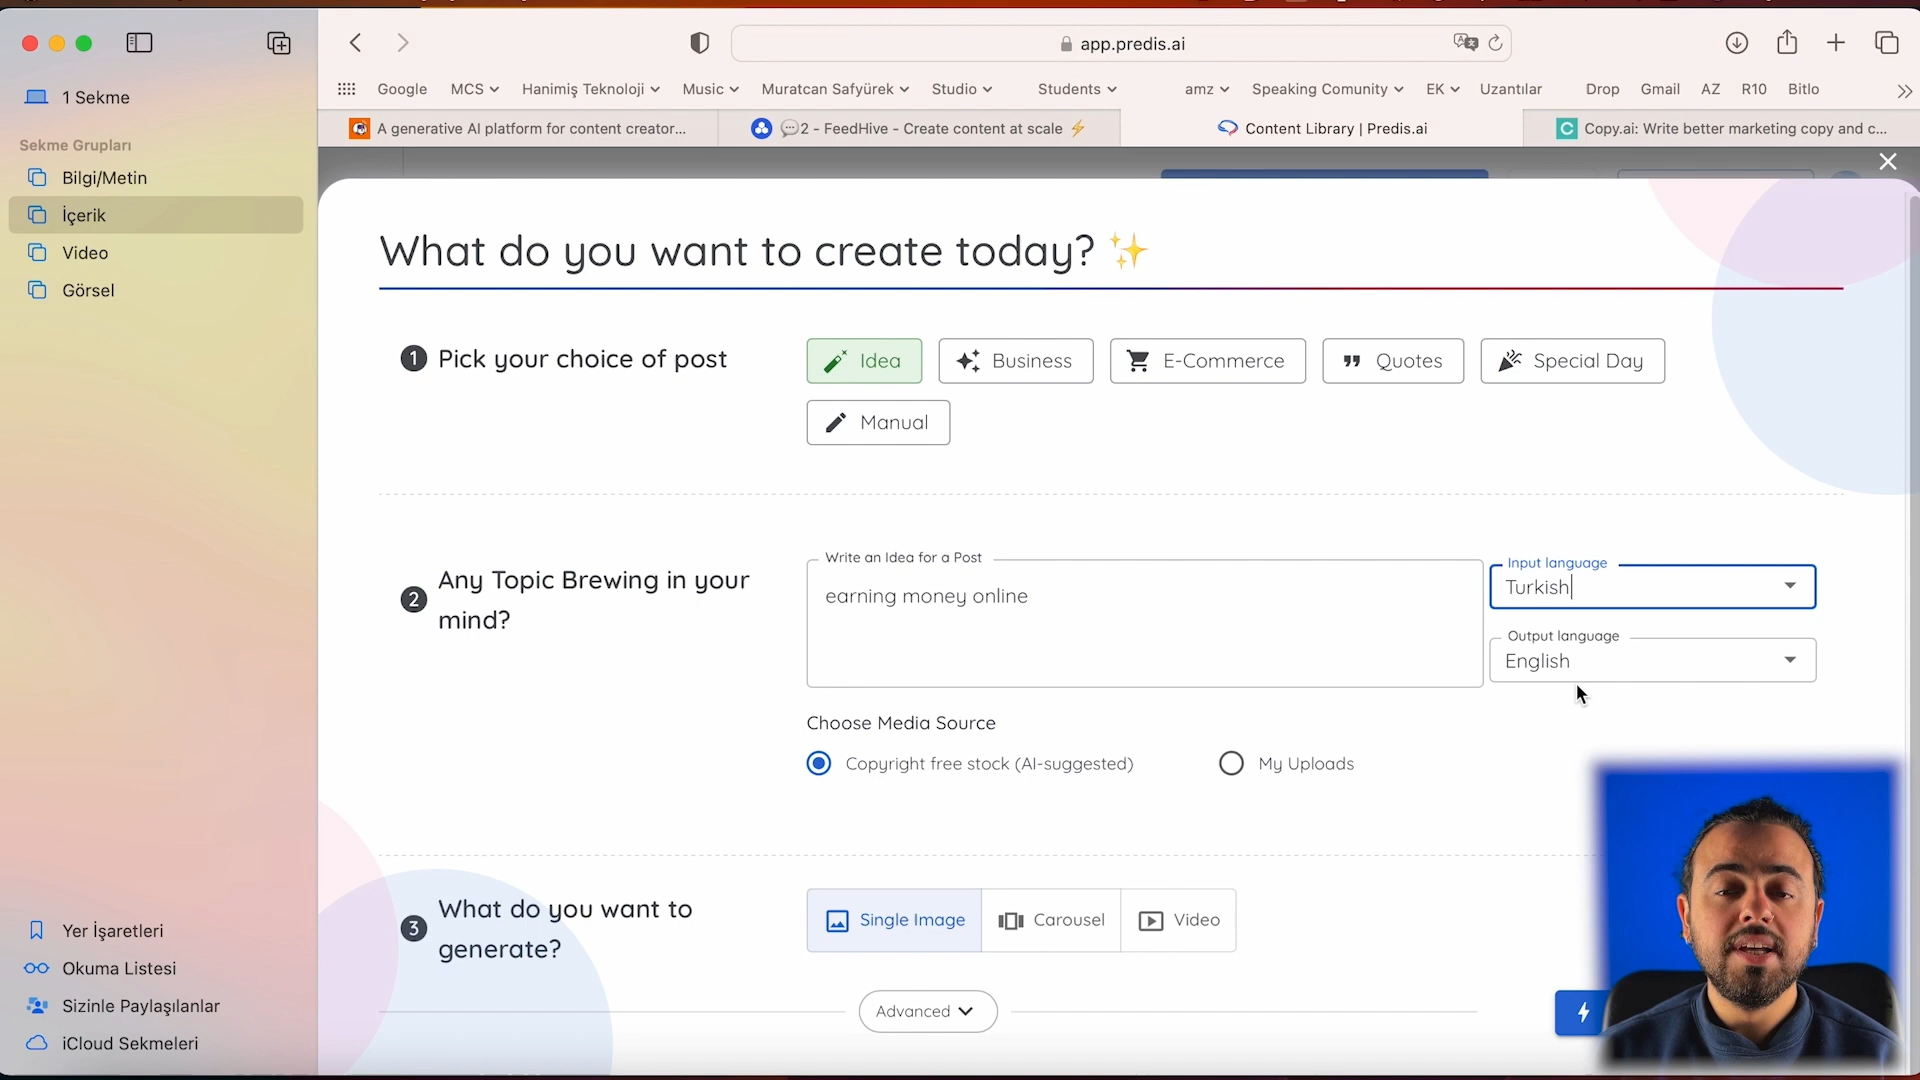 1 Sekme
Sekme Grupları
Bilgi/Metin
İçerik
Video
Görsel
Yer İşaretleri
Okuma Listesi
Sizinle Paylaşılanlar
iCloud Sekmeleri
app.predis.ai
Google MCS Hanimiş Teknoloji Music Muratcan Safyürek Studio Students amz Speaking Comunity EK Uzantılar Drop Gmail AZ R10 Bitlo
A generative AI platform for content creator... 2 - FeedHive - Create content at scale ⚡ Content Library | Predis.ai Copy.ai: Write better marketing copy and c...
What do you want to create today? ✨
1 Pick your choice of post
Idea Business E-Commerce Quotes Special Day
Manual
2 Any Topic Brewing in your
mind?
Write an Idea for a Post
earning money online
Input language
Turkish
Output language
English
Choose Media Source
Copyright free stock (AI-suggested) My Uploads
3 What do you want to
generate?
Single Image Carousel Video
Advanced